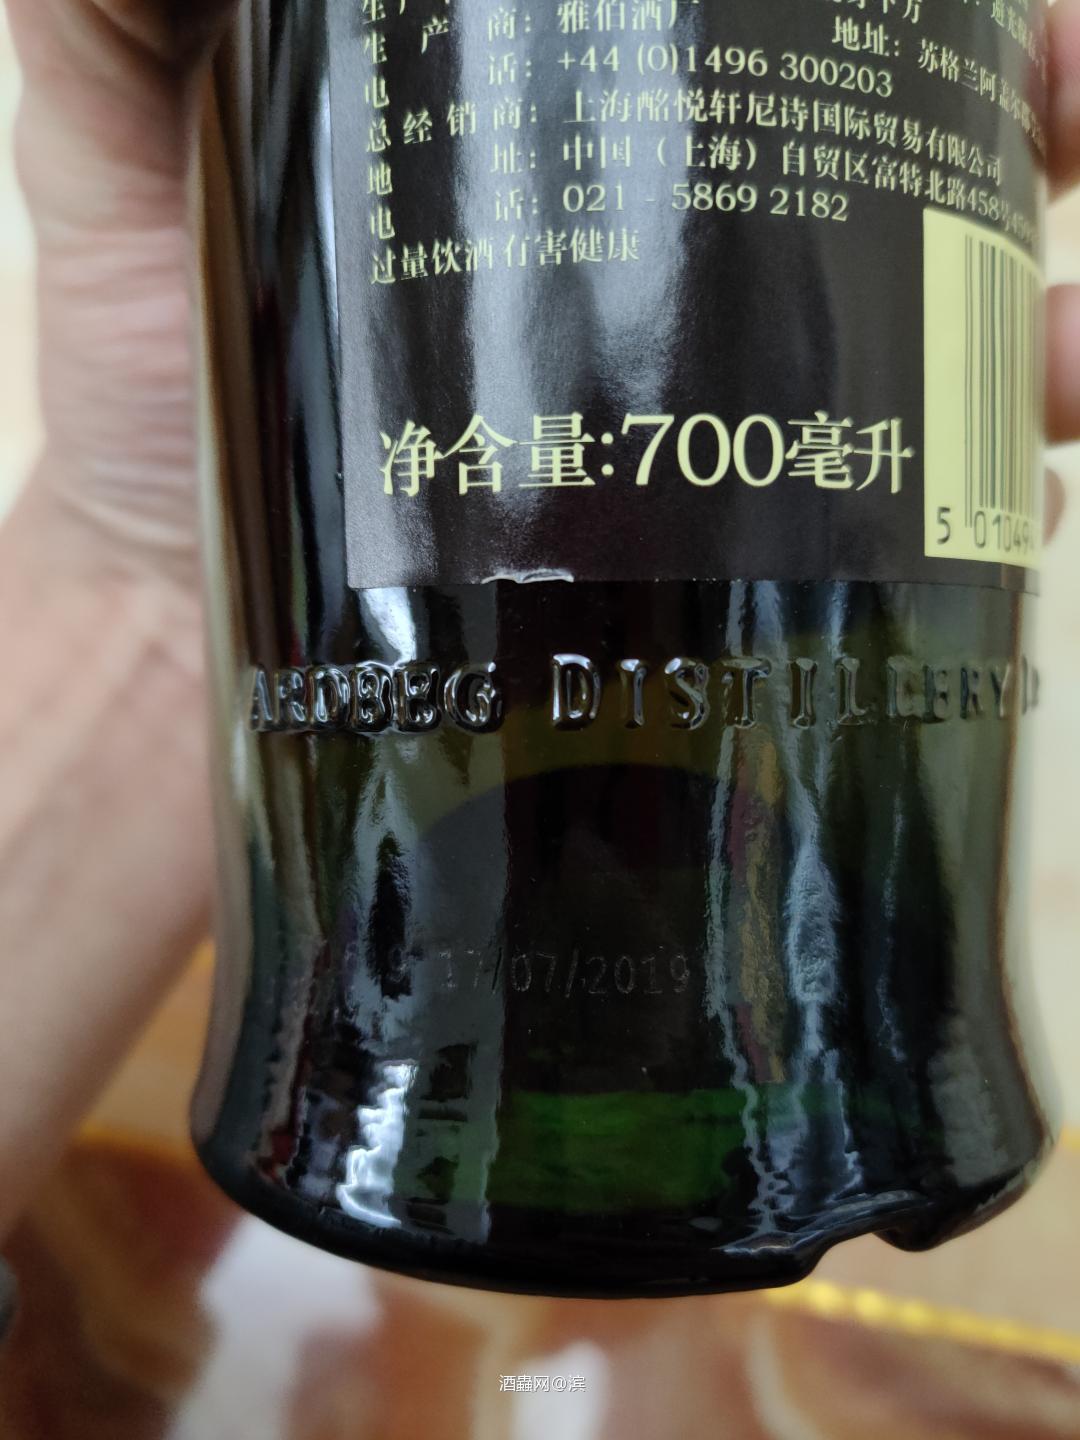 生产商：雅伯酒厂
地址：苏格兰阿盖尔
电话：+44 (0)1496 300203
总经销商：上海酩悦轩尼诗国际贸易有限公司
地址：中国（上海）自贸区富特北路458号
电话：021 - 5869 2182
过量饮酒 有害健康
净含量:700毫升
5 010494
ARDBEG DISTILLERY
17/07/2019
酒蟲网@滨